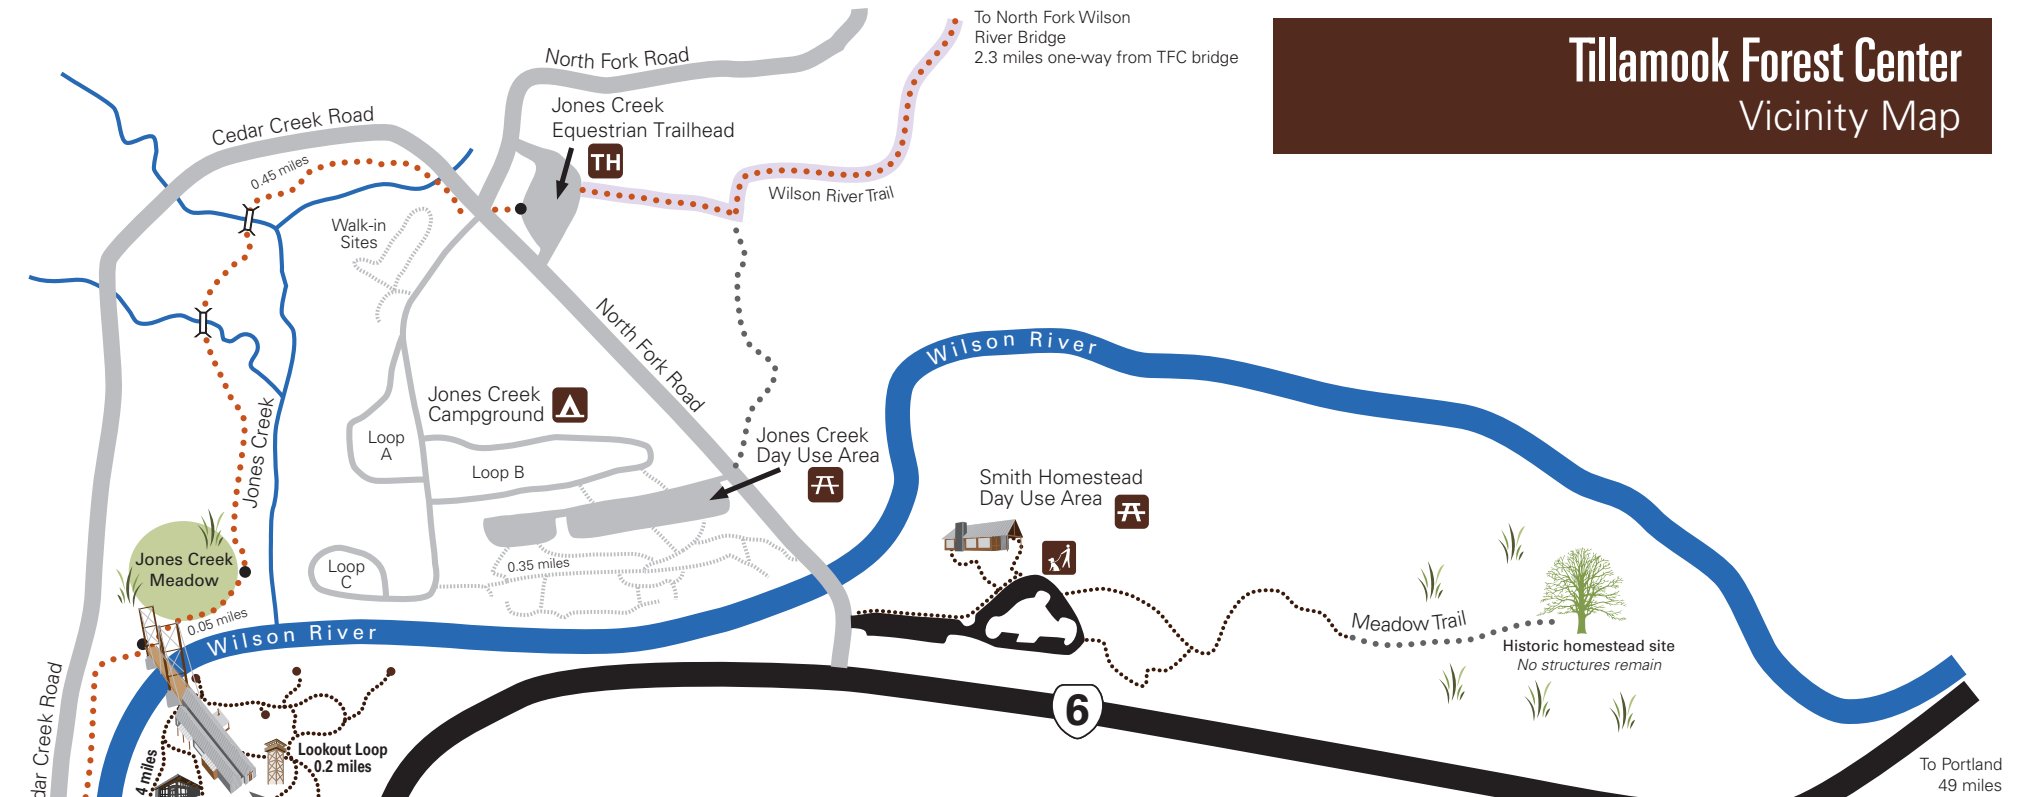 Tillamook Forest Center
Vicinity Map
To North Fork Wilson
River Bridge
2.3 miles one-way from TFC bridge
North Fork Road
Jones Creek
Equestrian Trailhead
TH
Cedar Creek Road
0.45 miles
Wilson River Trail
Walk-in
Sites
North Fork Road
Wilson River
Jones Creek
Campground
Jones Creek
Loop
A
Loop B
Jones Creek
Day Use Area
Smith Homestead
Day Use Area
Jones Creek
Meadow
Loop
C
0.35 miles
0.05 miles
Wilson River
Meadow Trail
Historic homestead site
No structures remain
dar Creek Road
6
Lookout Loop
0.2 miles
4 miles
To Portland
49 miles